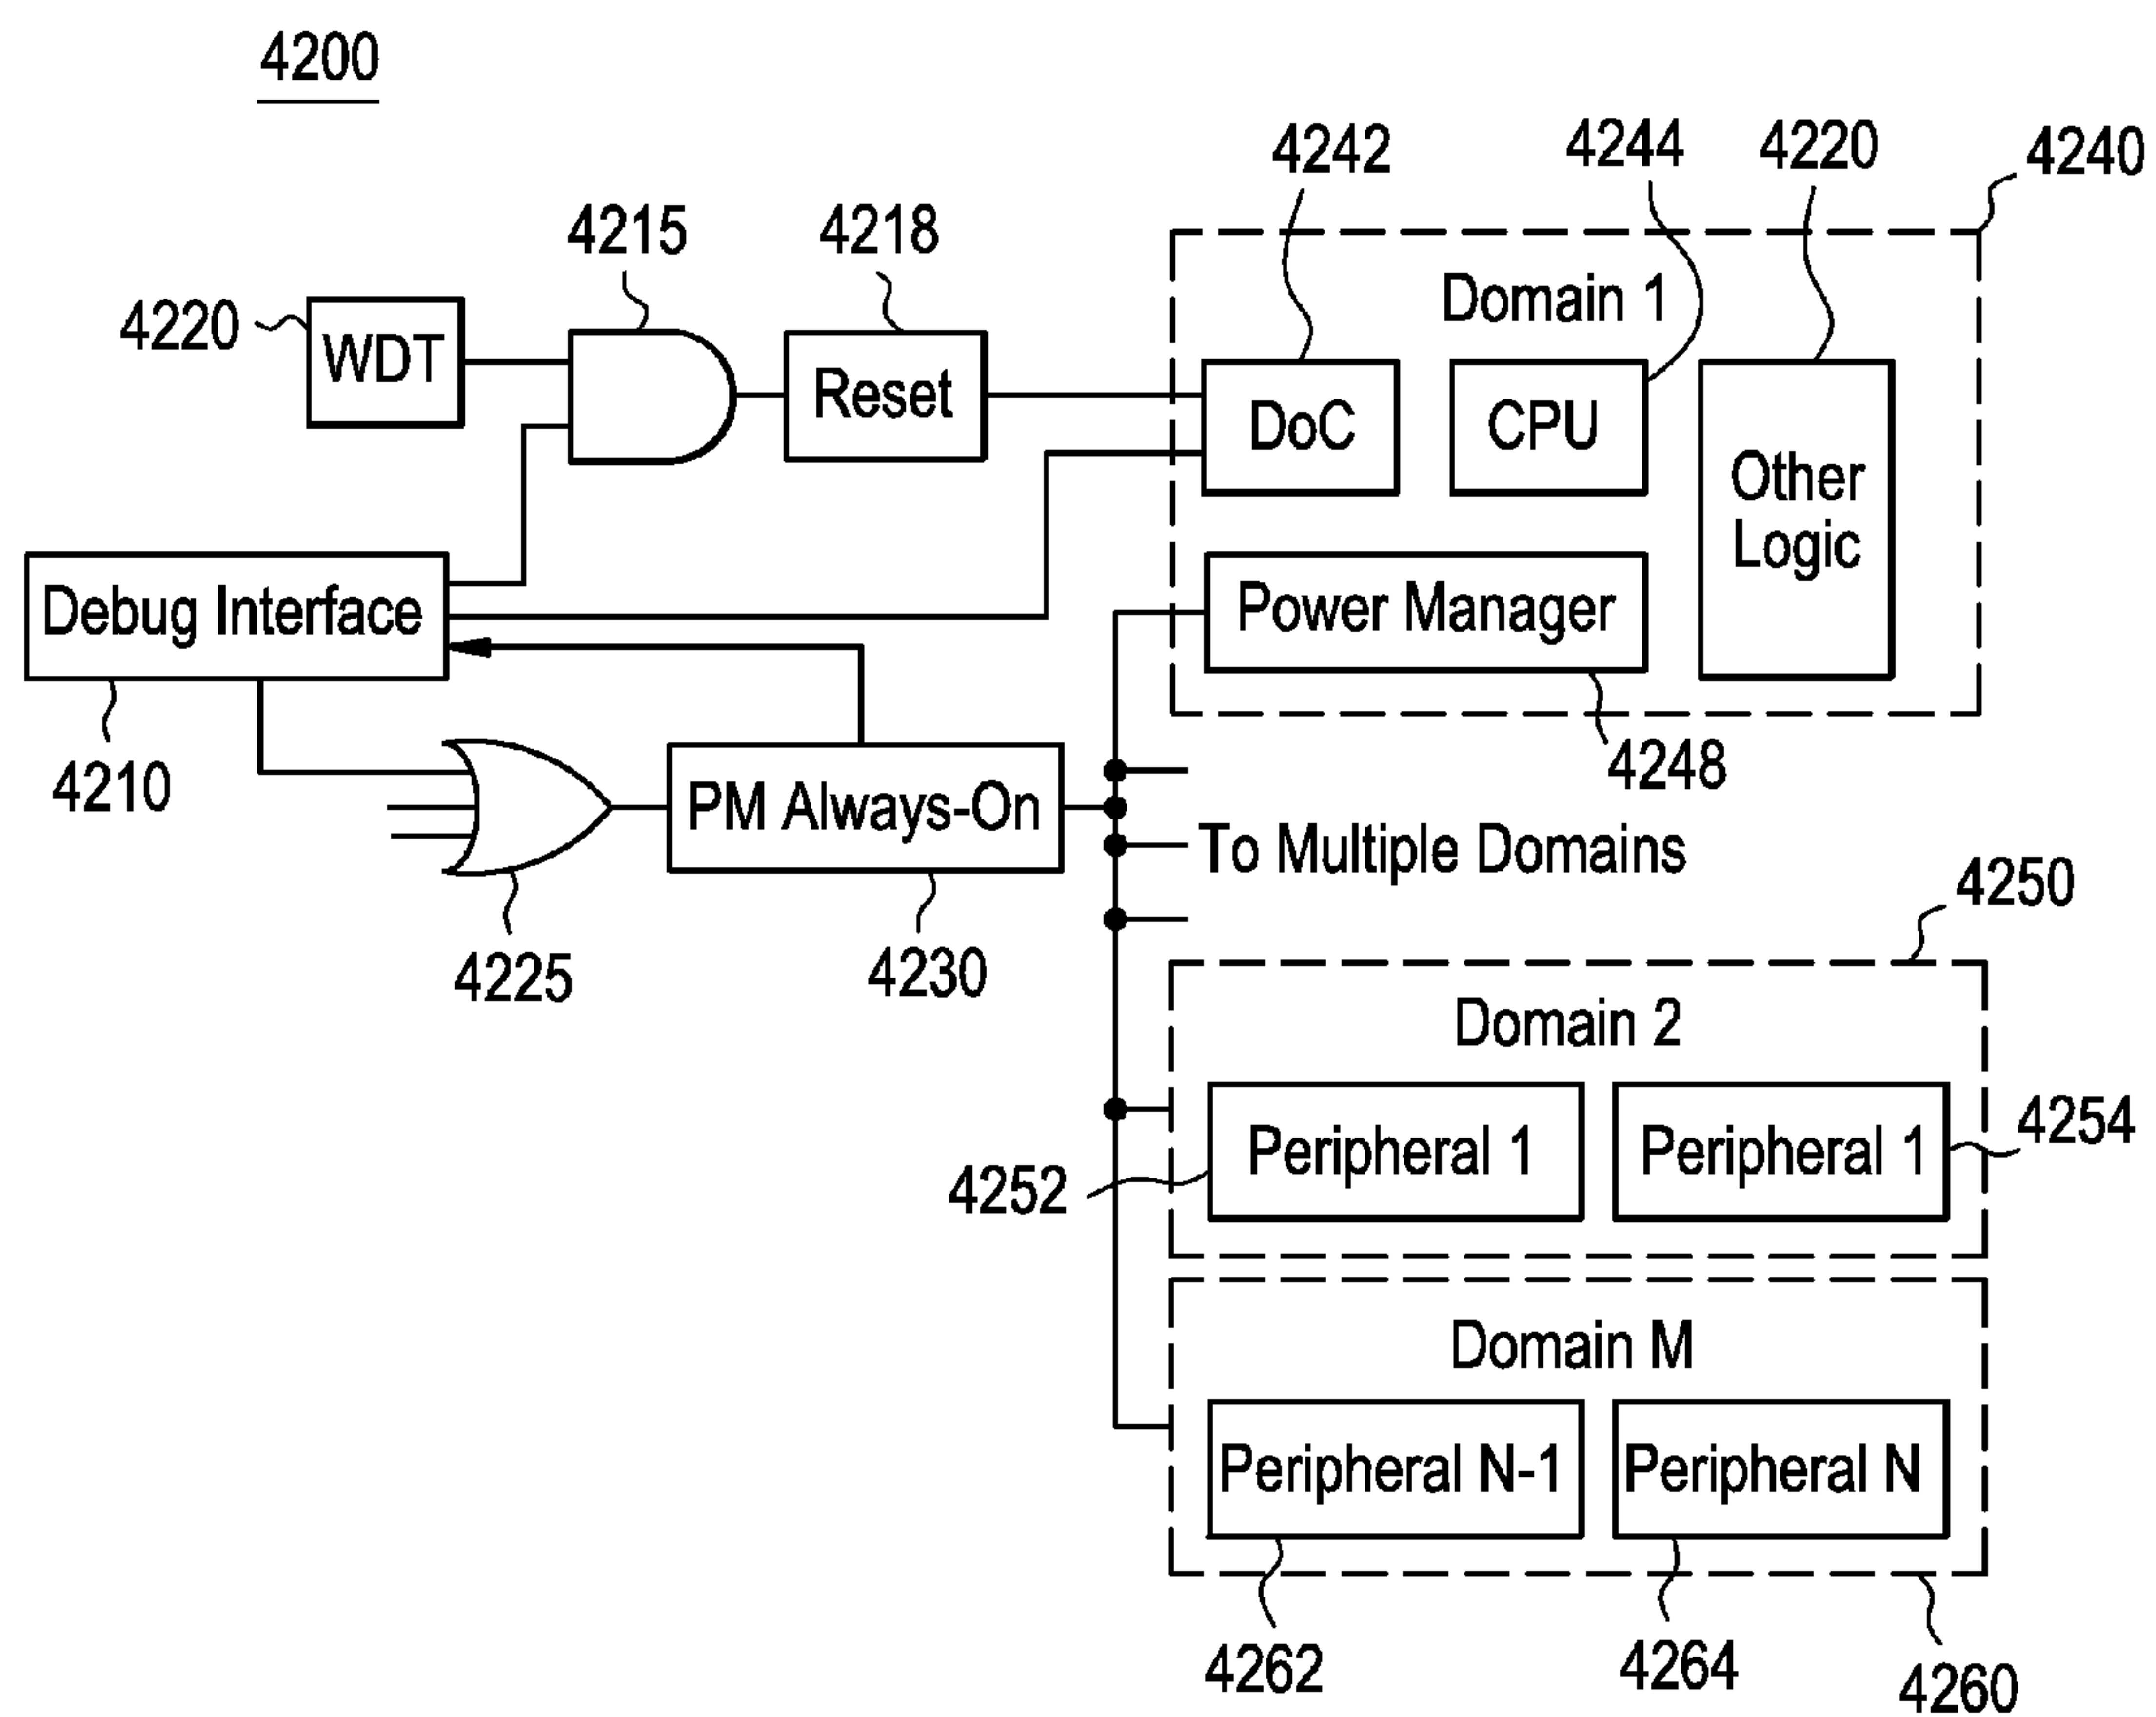 4200
4242
4244
4220
4240
4215
4218
Domain 1
4220
WDT
Reset
DoC
CPU
Other
Logic
Debug Interface
Power Manager
4210
4248
PM Always-On
To Multiple Domains
4225
4230
4250
Domain 2
Peripheral 1
Peripheral 1
4254
4252
Domain M
Peripheral N-1
Peripheral N
4262
4264
4260